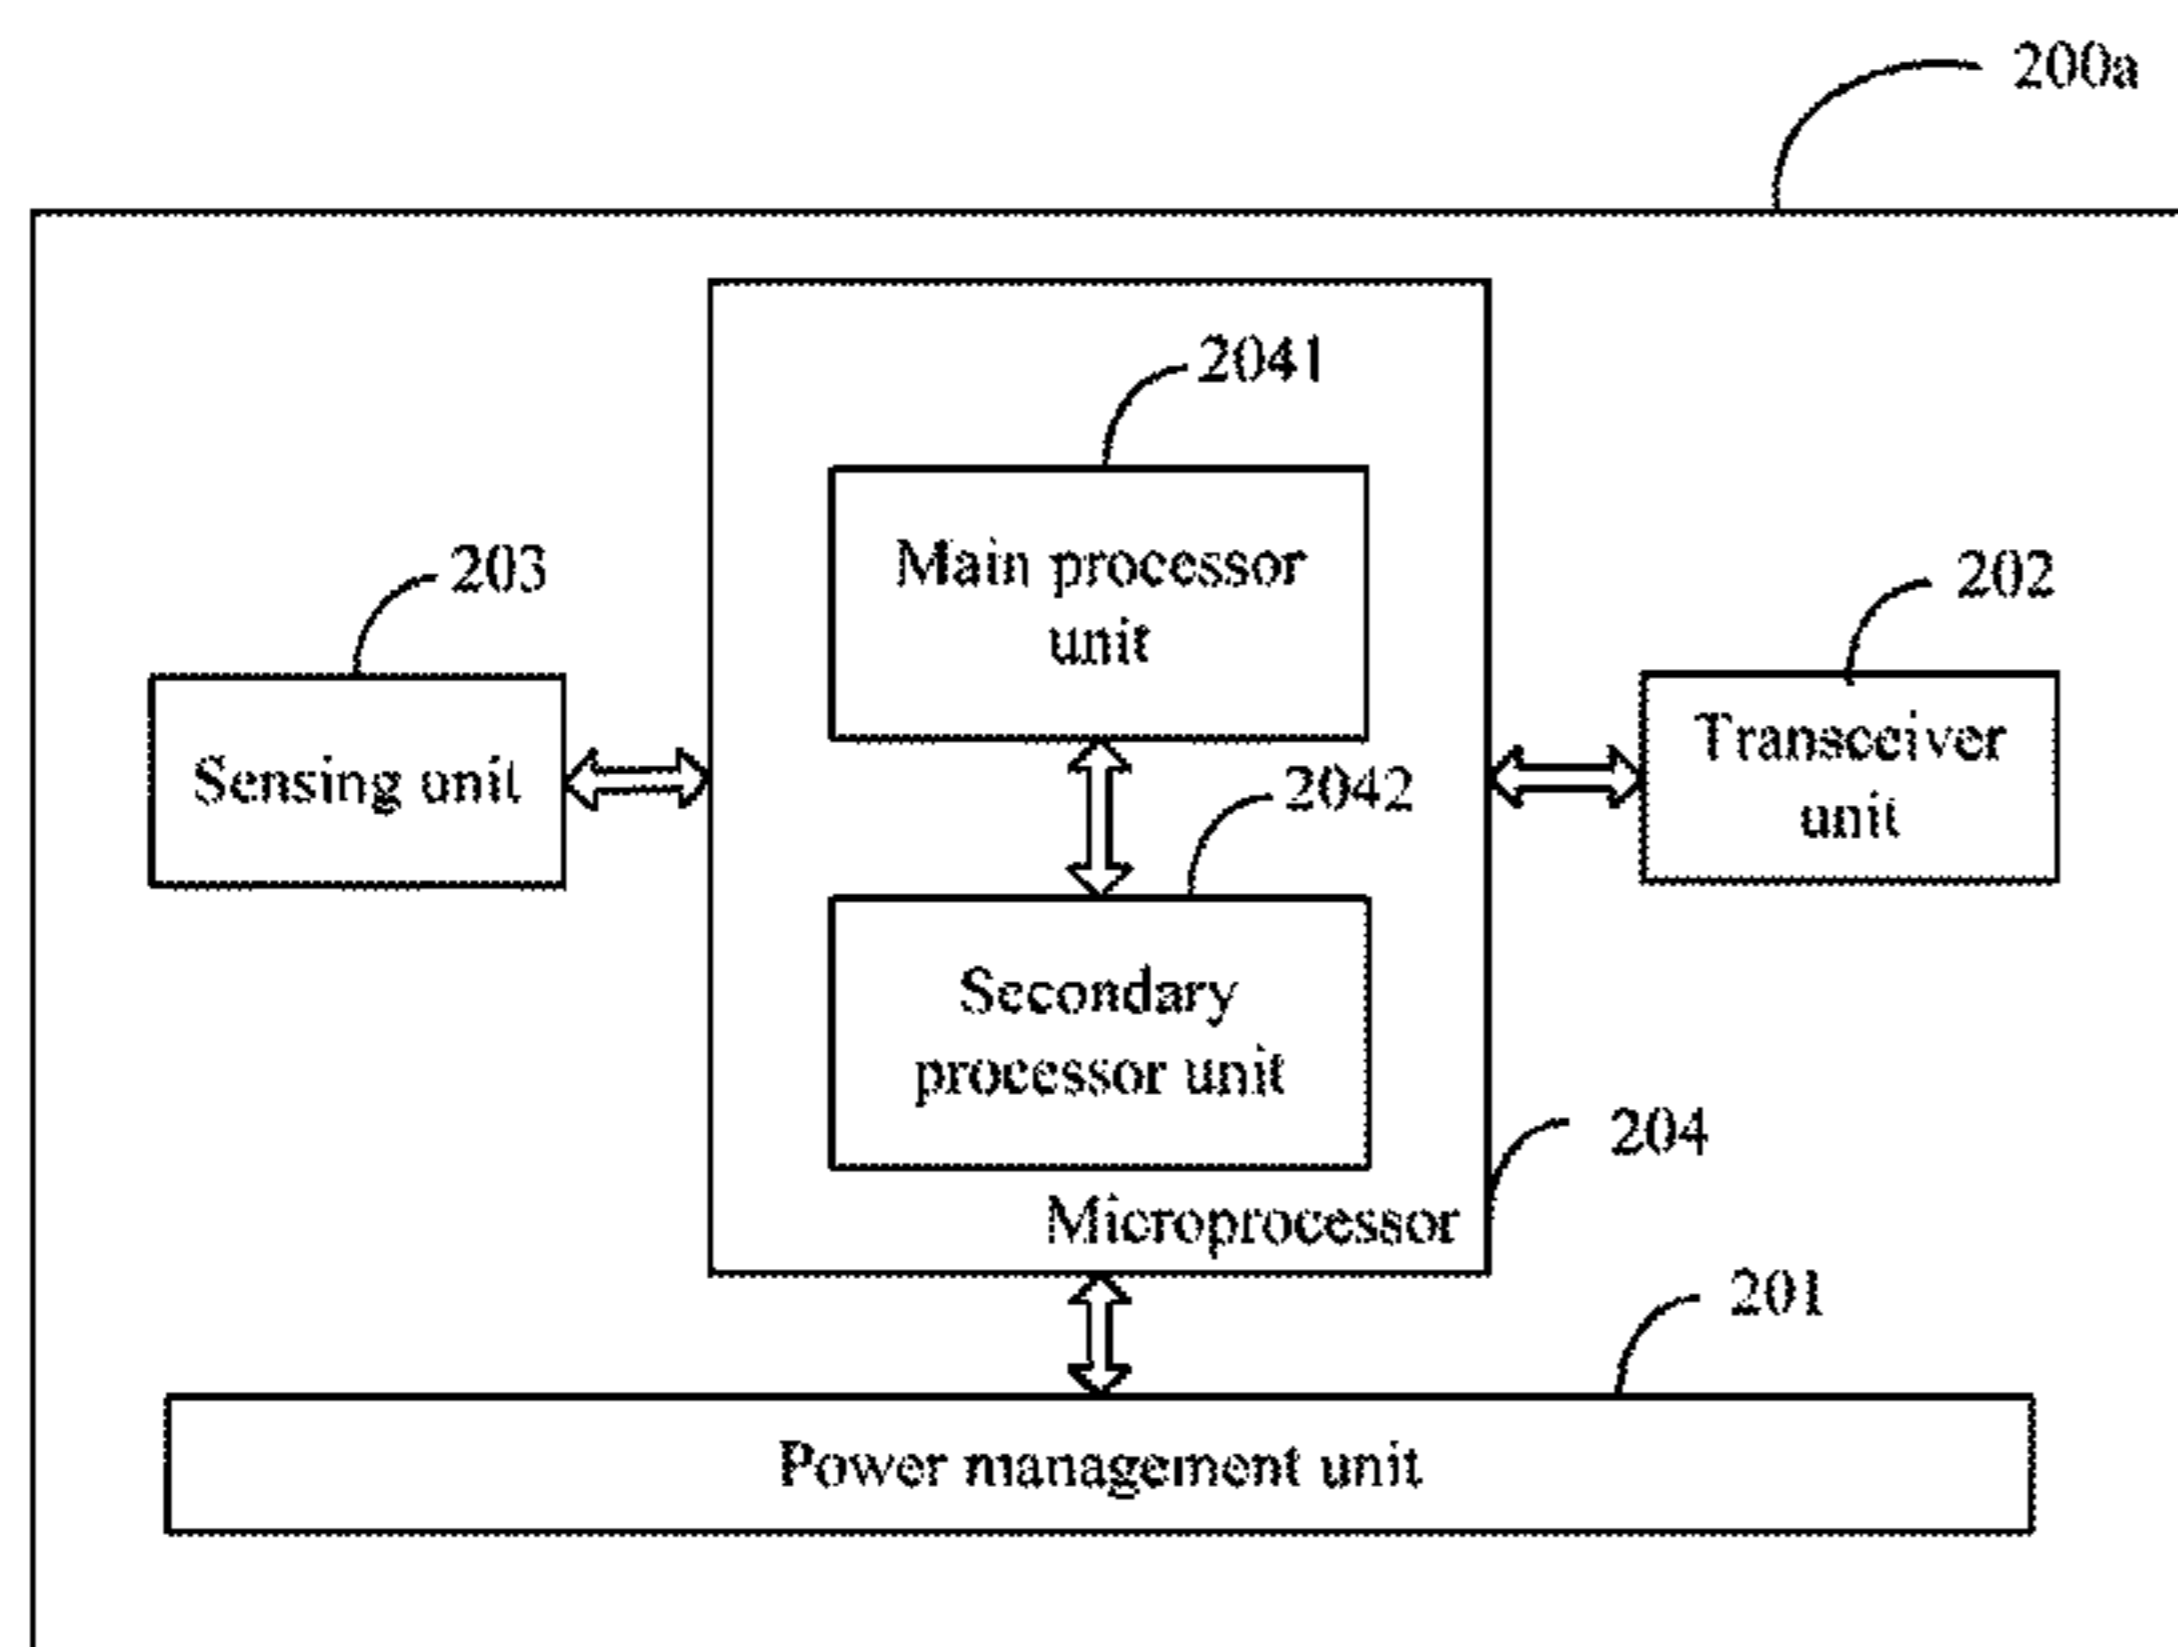 200a
2041
Main processor
unit
203
202
Sensing unit
Transceiver
unit
2042
Secondary
processor unit
204
Microprocessor
201
Power management unit